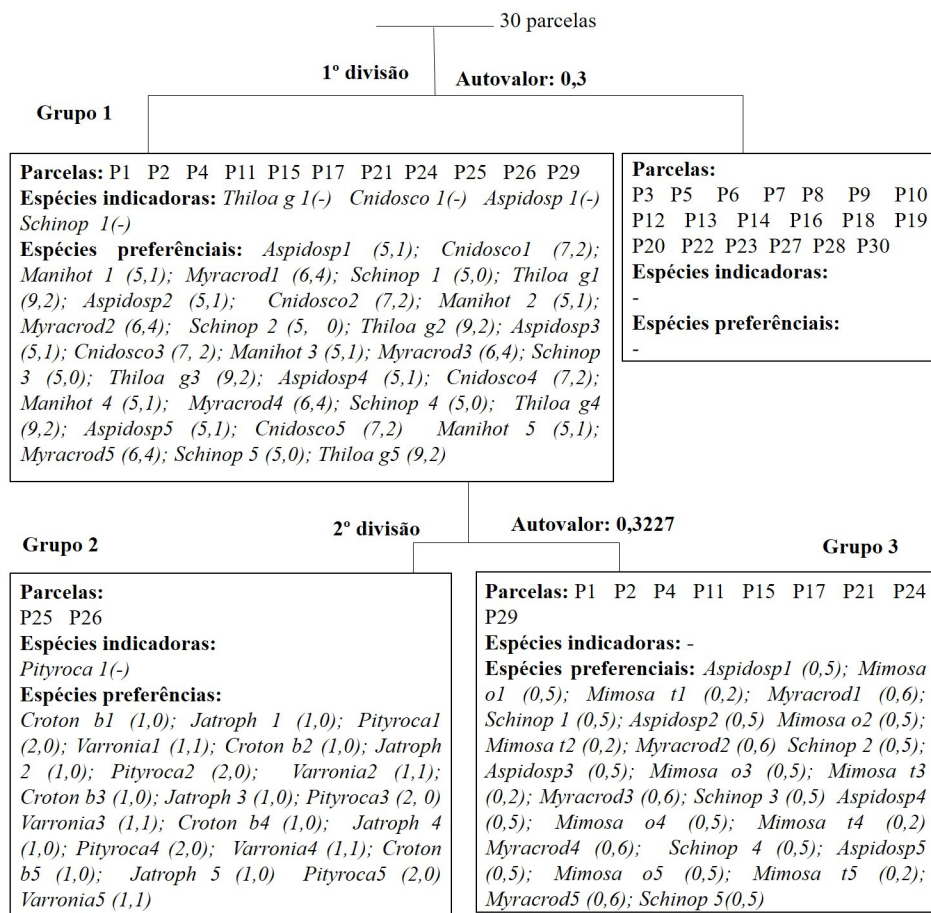 30 parcelas
1º divisão
Autovalor: 0,3
Grupo 1
Parcelas: P1 P2 P4 P11 P15 P17 P21 P24 P25 P26 P29
Espécies indicadoras: Thiloa g 1(-) Cnidosco 1(-) Aspidosp 1(-)
Schinop 1(-)
Espécies preferênciais: Aspidosp1 (5,1); Cnidosco1 (7,2);
Manihot 1 (5,1); Myracrod1 (6,4); Schinop 1 (5,0); Thiloa g1
(9,2); Aspidosp2 (5,1); Cnidosco2 (7,2); Manihot 2 (5,1);
Myracrod2 (6,4); Schinop 2 (5, 0); Thiloa g2 (9,2); Aspidosp3
(5,1); Cnidosco3 (7, 2); Manihot 3 (5,1); Myracrod3 (6,4); Schinop
3 (5,0); Thiloa g3 (9,2); Aspidosp4 (5,1); Cnidosco4 (7,2);
Manihot 4 (5,1); Myracrod4 (6,4); Schinop 4 (5,0); Thiloa g4
(9,2); Aspidosp5 (5,1); Cnidosco5 (7,2) Manihot 5 (5,1);
Myracrod5 (6,4); Schinop 5 (5,0); Thiloa g5 (9,2)
Parcelas:
P3 P5 P6 P7 P8 P9 P10
P12 P13 P14 P16 P18 P19
P20 P22 P23 P27 P28 P30
Espécies indicadoras:
-
Espécies preferênciais:
-
2º divisão
Autovalor: 0,3227
Grupo 2
Grupo 3
Parcelas:
P25 P26
Espécies indicadoras:
Pityroca 1(-)
Espécies preferências:
Croton b1 (1,0); Jatroph 1 (1,0); Pityroca1
(2,0); Varronia1 (1,1); Croton b2 (1,0); Jatroph
2 (1,0); Pityroca2 (2,0); Varronia2 (1,1);
Croton b3 (1,0); Jatroph 3 (1,0); Pityroca3 (2, 0)
Varronia3 (1,1); Croton b4 (1,0); Jatroph 4
(1,0); Pityroca4 (2,0); Varronia4 (1,1); Croton
b5 (1,0); Jatroph 5 (1,0) Pityroca5 (2,0)
Varronia5 (1,1)
Parcelas: P1 P2 P4 P11 P15 P17 P21 P24
P29
Espécies indicadoras: -
Espécies preferenciais: Aspidosp1 (0,5); Mimosa
o1 (0,5); Mimosa t1 (0,2); Myracrod1 (0,6);
Schinop 1 (0,5); Aspidosp2 (0,5) Mimosa o2 (0,5);
Mimosa t2 (0,2); Myracrod2 (0,6) Schinop 2 (0,5);
Aspidosp3 (0,5); Mimosa o3 (0,5); Mimosa t3
(0,2); Myracrod3 (0,6); Schinop 3 (0,5) Aspidosp4
(0,5); Mimosa o4 (0,5); Mimosa t4 (0,2)
Myracrod4 (0,6); Schinop 4 (0,5); Aspidosp5
(0,5); Mimosa o5 (0,5); Mimosa t5 (0,2);
Myracrod5 (0,6); Schinop 5(0,5)